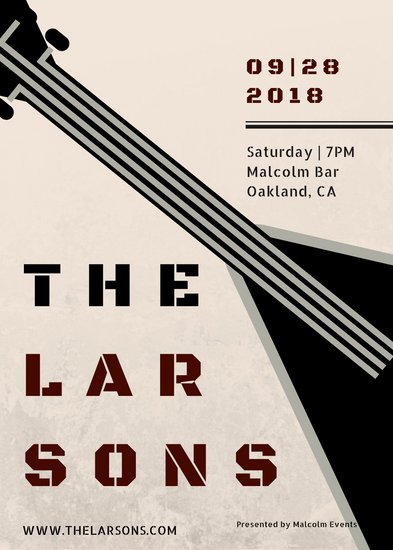 09|28
2018
Saturday | 7PM
Malcolm Bar
Oakland, CA
THE
LAR
SONS
WWW.THELARSONS.COM
Presented by Malcolm Events